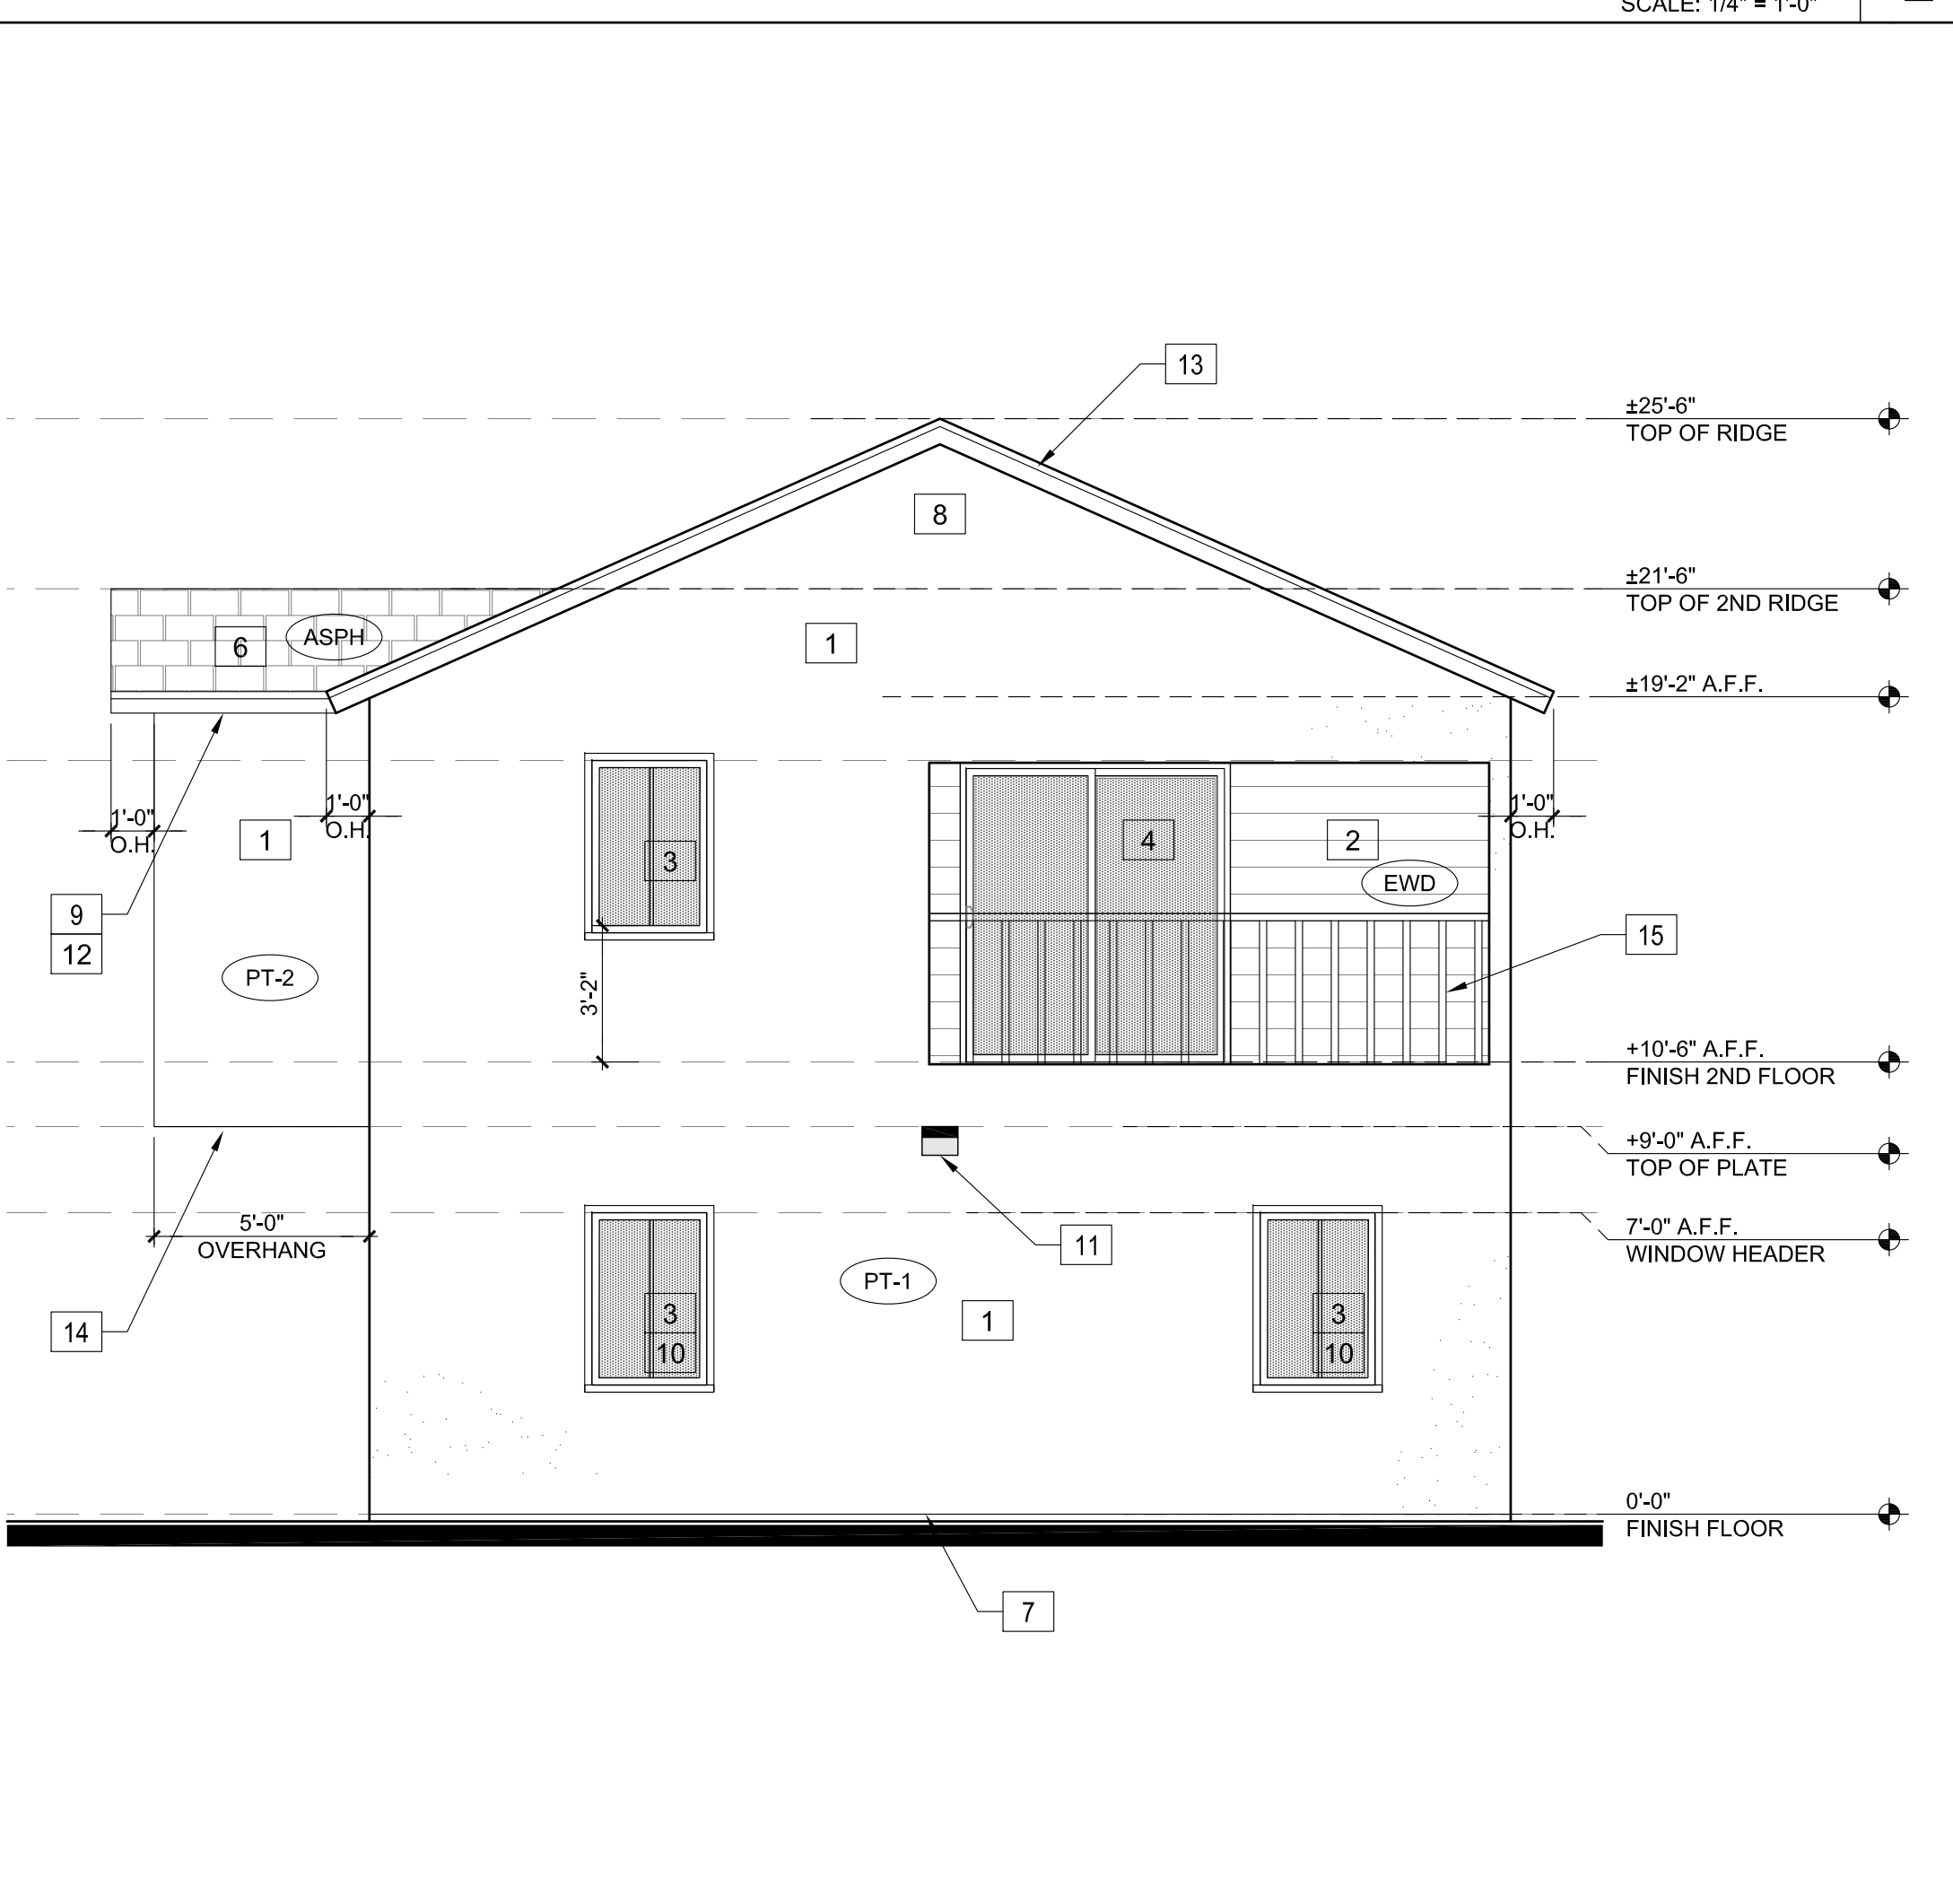 SCALE: 1/4" = 1'-0"
13
±25'-6"
TOP OF RIDGE
8
±21'-6"
TOP OF 2ND RIDGE
1
ASPH
6
±19'-2" A.F.F.
1'-0"
O.H.
1'-0"
O.H.
1'-0"
O.H.
1
3
4
2
EWD
9
12
15
PT-2
3'-2"
+10'-6" A.F.F.
FINISH 2ND FLOOR
+9'-0" A.F.F.
TOP OF PLATE
5'-0"
OVERHANG
11
7'-0" A.F.F.
WINDOW HEADER
PT-1
14
3
10
1
3
10
0'-0"
FINISH FLOOR
7